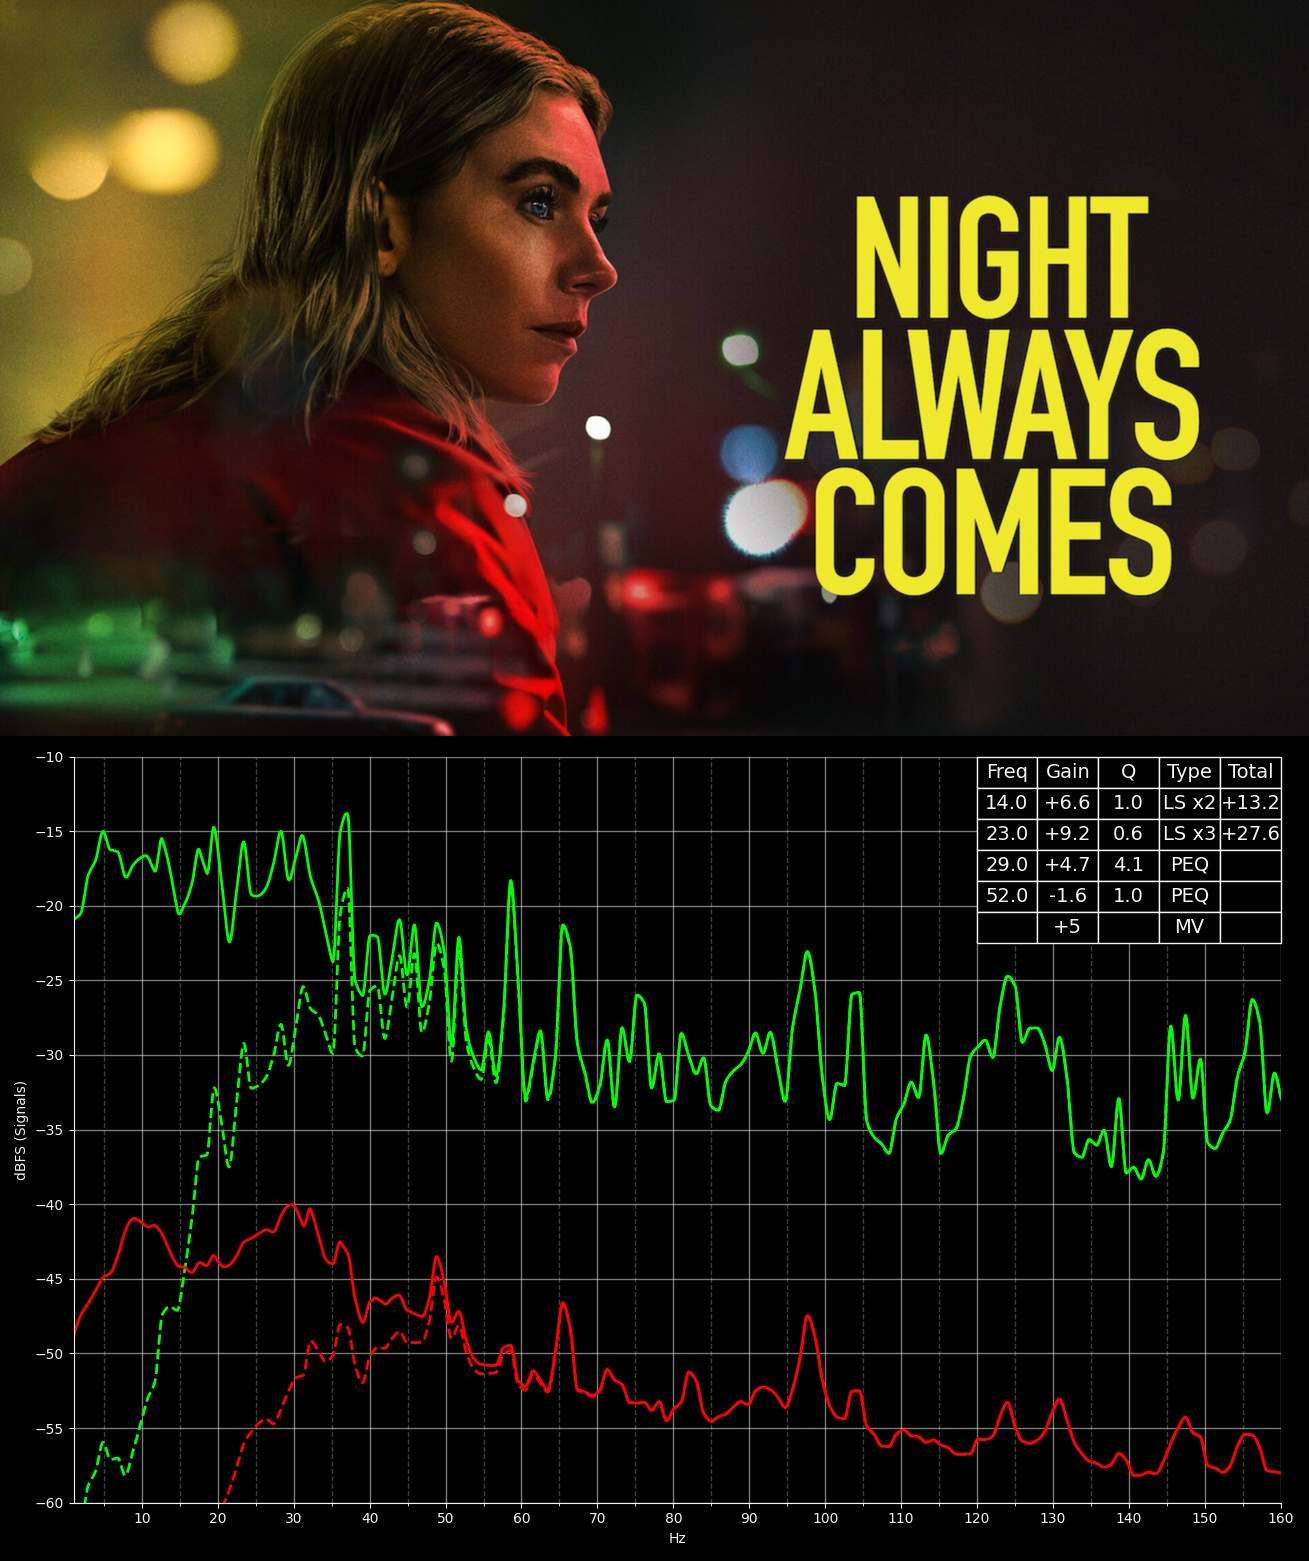 NIGHT
ALWAYS
COMES
Freq Gain Q Type Total
14.0 +6.6 1.0 LS x2 +13.2
23.0 +9.2 0.6 LS x3 +27.6
29.0 +4.7 4.1 PEQ
52.0 -1.6 1.0 PEQ
+5 MV
−10
−15
−20
−25
−30
−35
−40
−45
−50
−55
−60
dBFS (Signals)
10 20 30 40 50 60 70 80 90 100 110 120 130 140 150 160
Hz